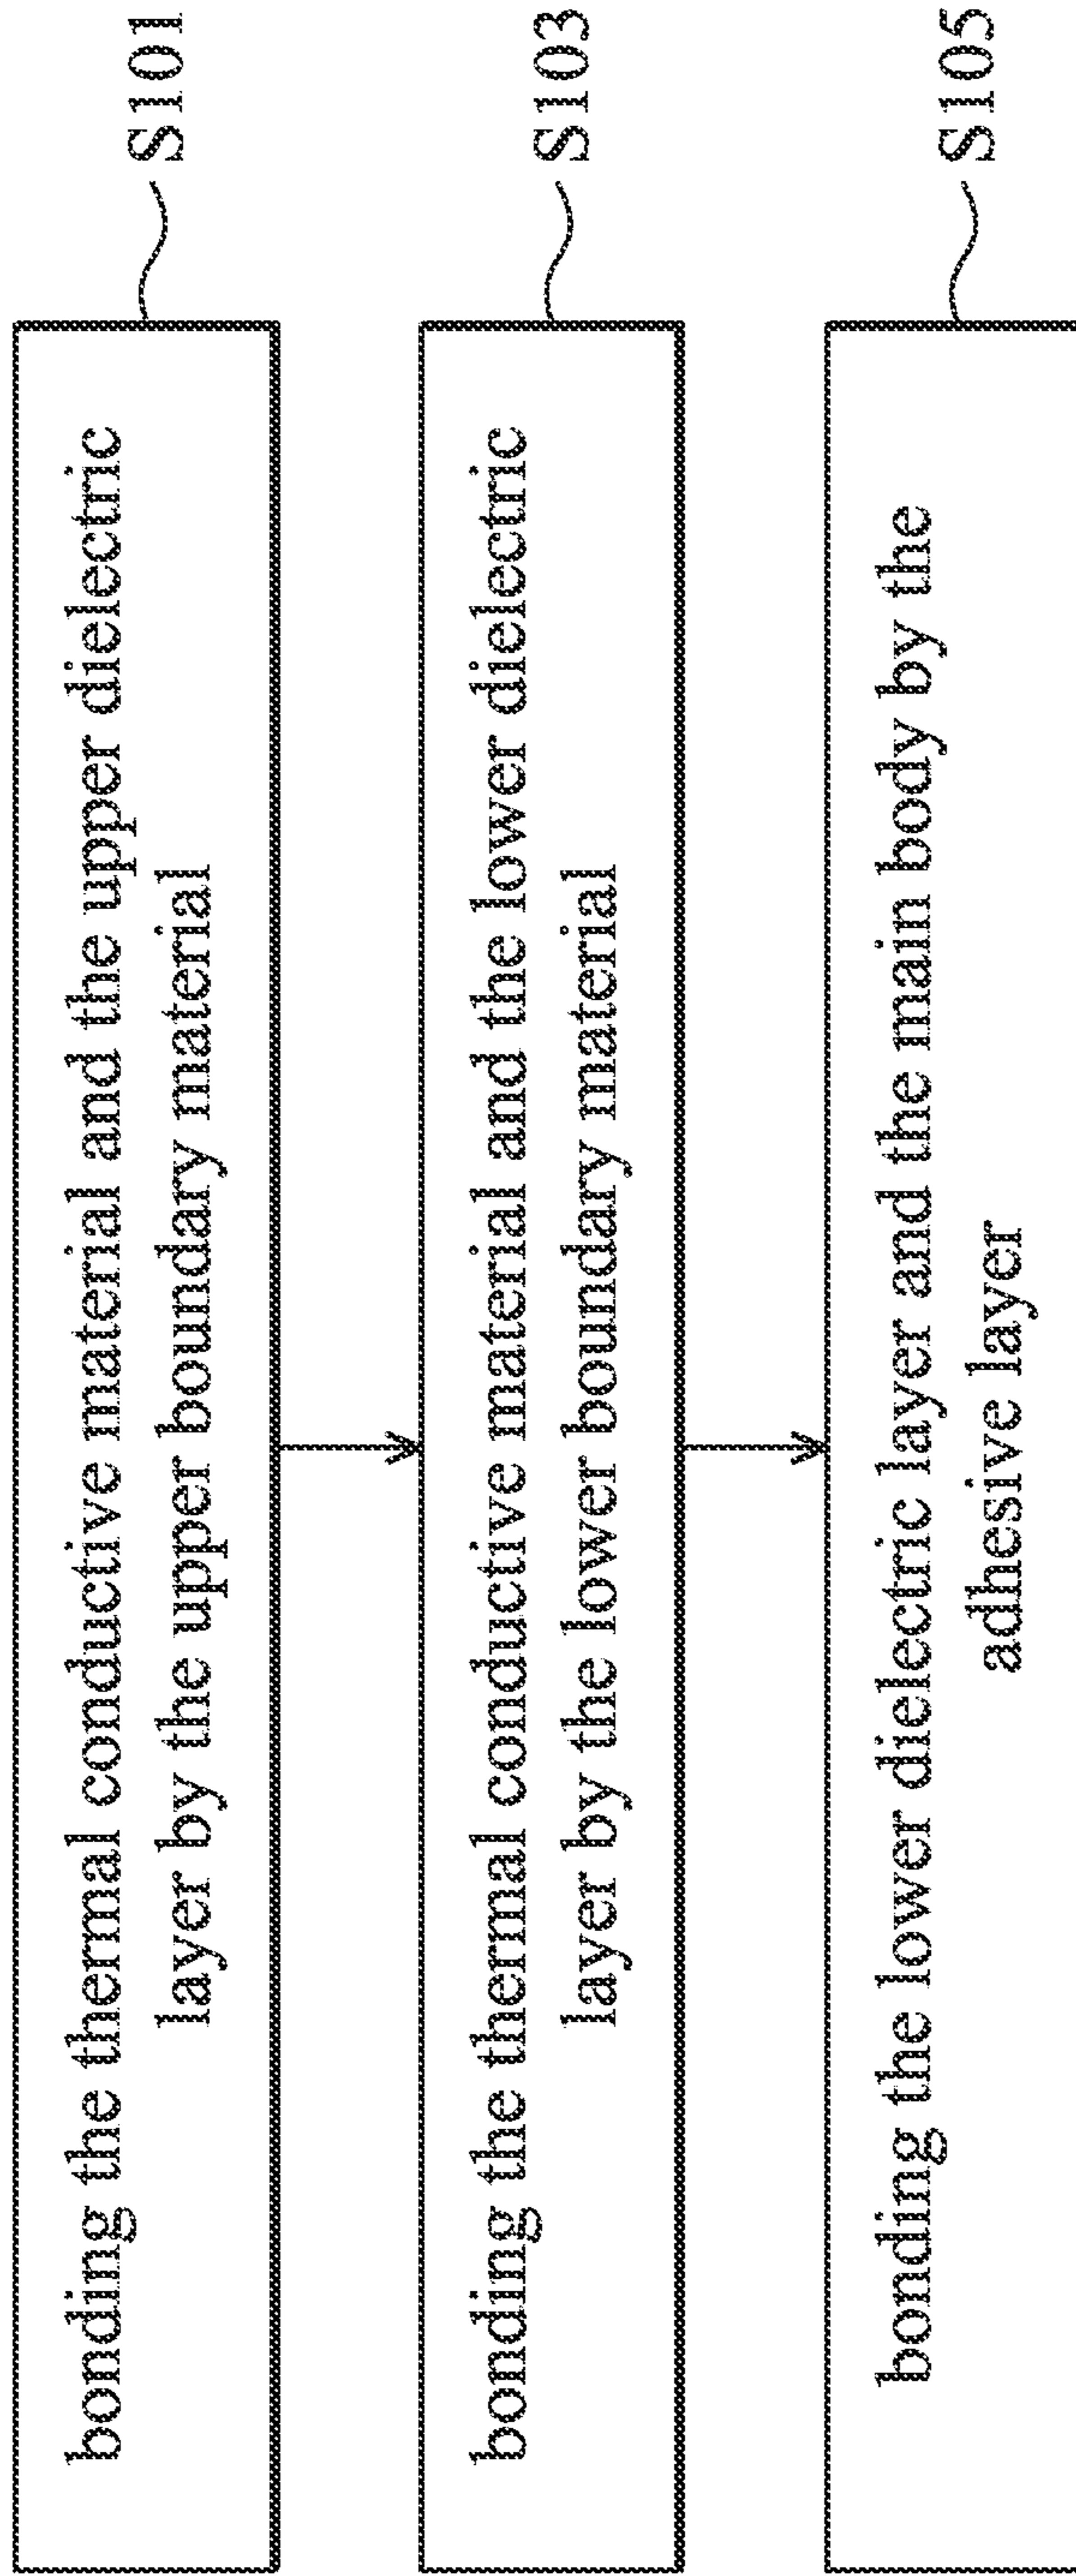 bonding the thermal conductive material and the upper dielectric
layer by the upper boundary material
S101
bonding the thermal conductive material and the lower dielectric
layer by the lower boundary material
S103
bonding the lower dielectric layer and the main body by the
adhesive layer
S105